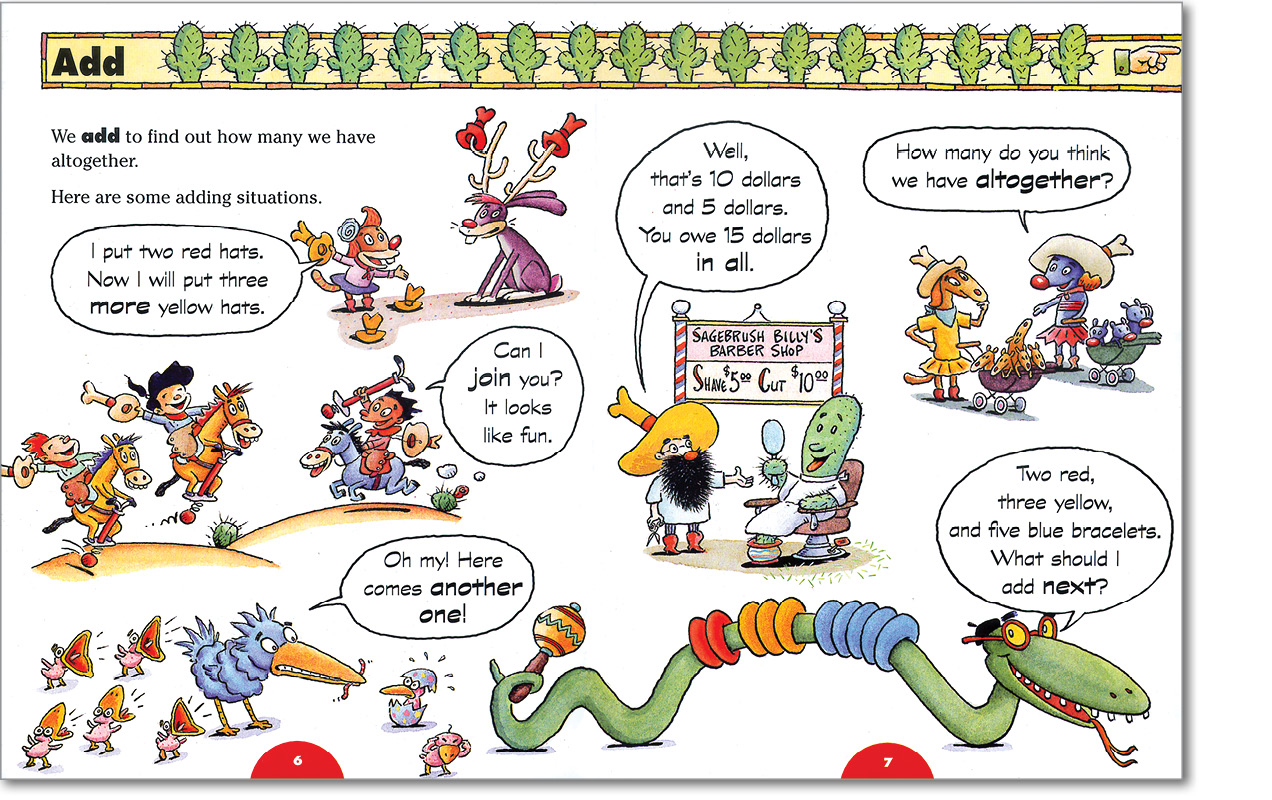 Add
We add to find out how many we have
altogether.
Here are some adding situations.
I put two red hats.
Now I will put three
more yellow hats.
Can I
join you?
It looks
like fun.
Oh my! Here
comes another
one!
6
Well,
that's 10 dollars
and 5 dollars.
You owe 15 dollars
in all.
How many do you think
we have altogether?
SAGEBRUSH BILLY'S
BARBER SHOP
SHAVE $5.00 CUT $10.00
Two red,
three yellow,
and five blue bracelets.
What should I
add next?
7